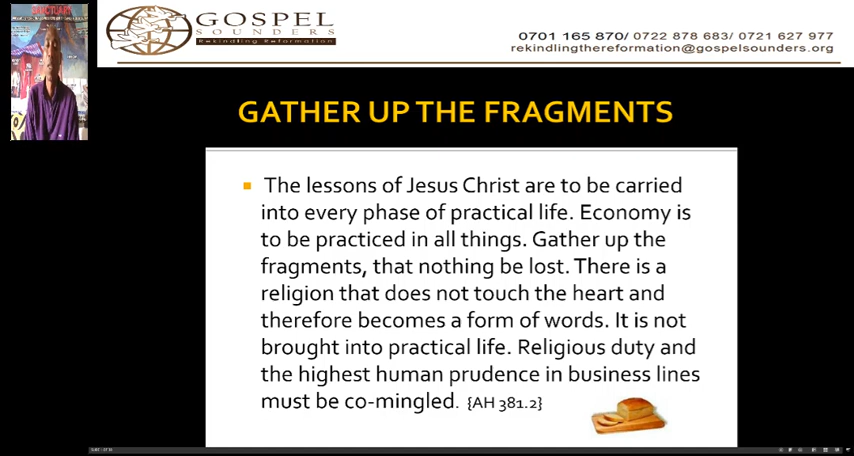 SANCTUARY
GOSPEL
SOUNDERS
Rekindling Reformation
0701 165 870/ 0722 878 683/ 0721 627 977
rekindlingthereformation@gospelsounders.org
GATHER UP THE FRAGMENTS
The lessons of Jesus Christ are to be carried
into every phase of practical life. Economy is
to be practiced in all things. Gather up the
fragments, that nothing be lost. There is a
religion that does not touch the heart and
therefore becomes a form of words. It is not
brought into practical life. Religious duty and
the highest human prudence in business lines
must be co-mingled. {AH 381.2}